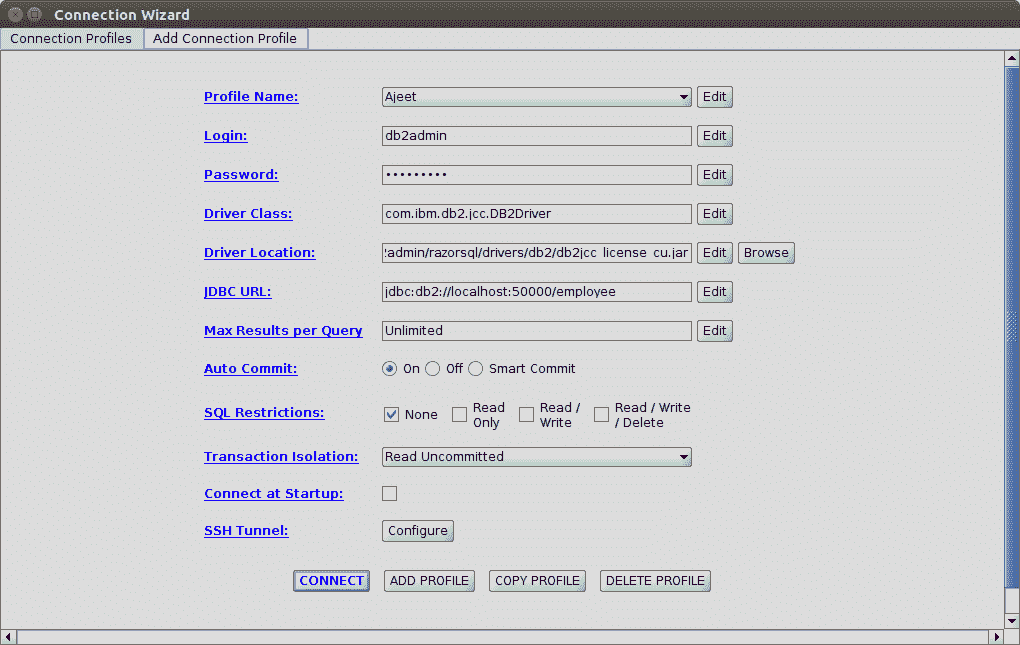 Connection Wizard
Connection Profiles Add Connection Profile
Profile Name: Ajeet Edit
Login: db2admin Edit
Password: ••••••••• Edit
Driver Class: com.ibm.db2.jcc.DB2Driver Edit
Driver Location: admin/razorsql/drivers/db2/db2jcc_license_cu.jar Edit Browse
JDBC URL: jdbc:db2://localhost:50000/employee Edit
Max Results per Query Unlimited Edit
Auto Commit: On Off Smart Commit
SQL Restrictions: None Read Only Read / Write Read / Write / Delete
Transaction Isolation: Read Uncommitted
Connect at Startup:
SSH Tunnel: Configure
CONNECT ADD PROFILE COPY PROFILE DELETE PROFILE